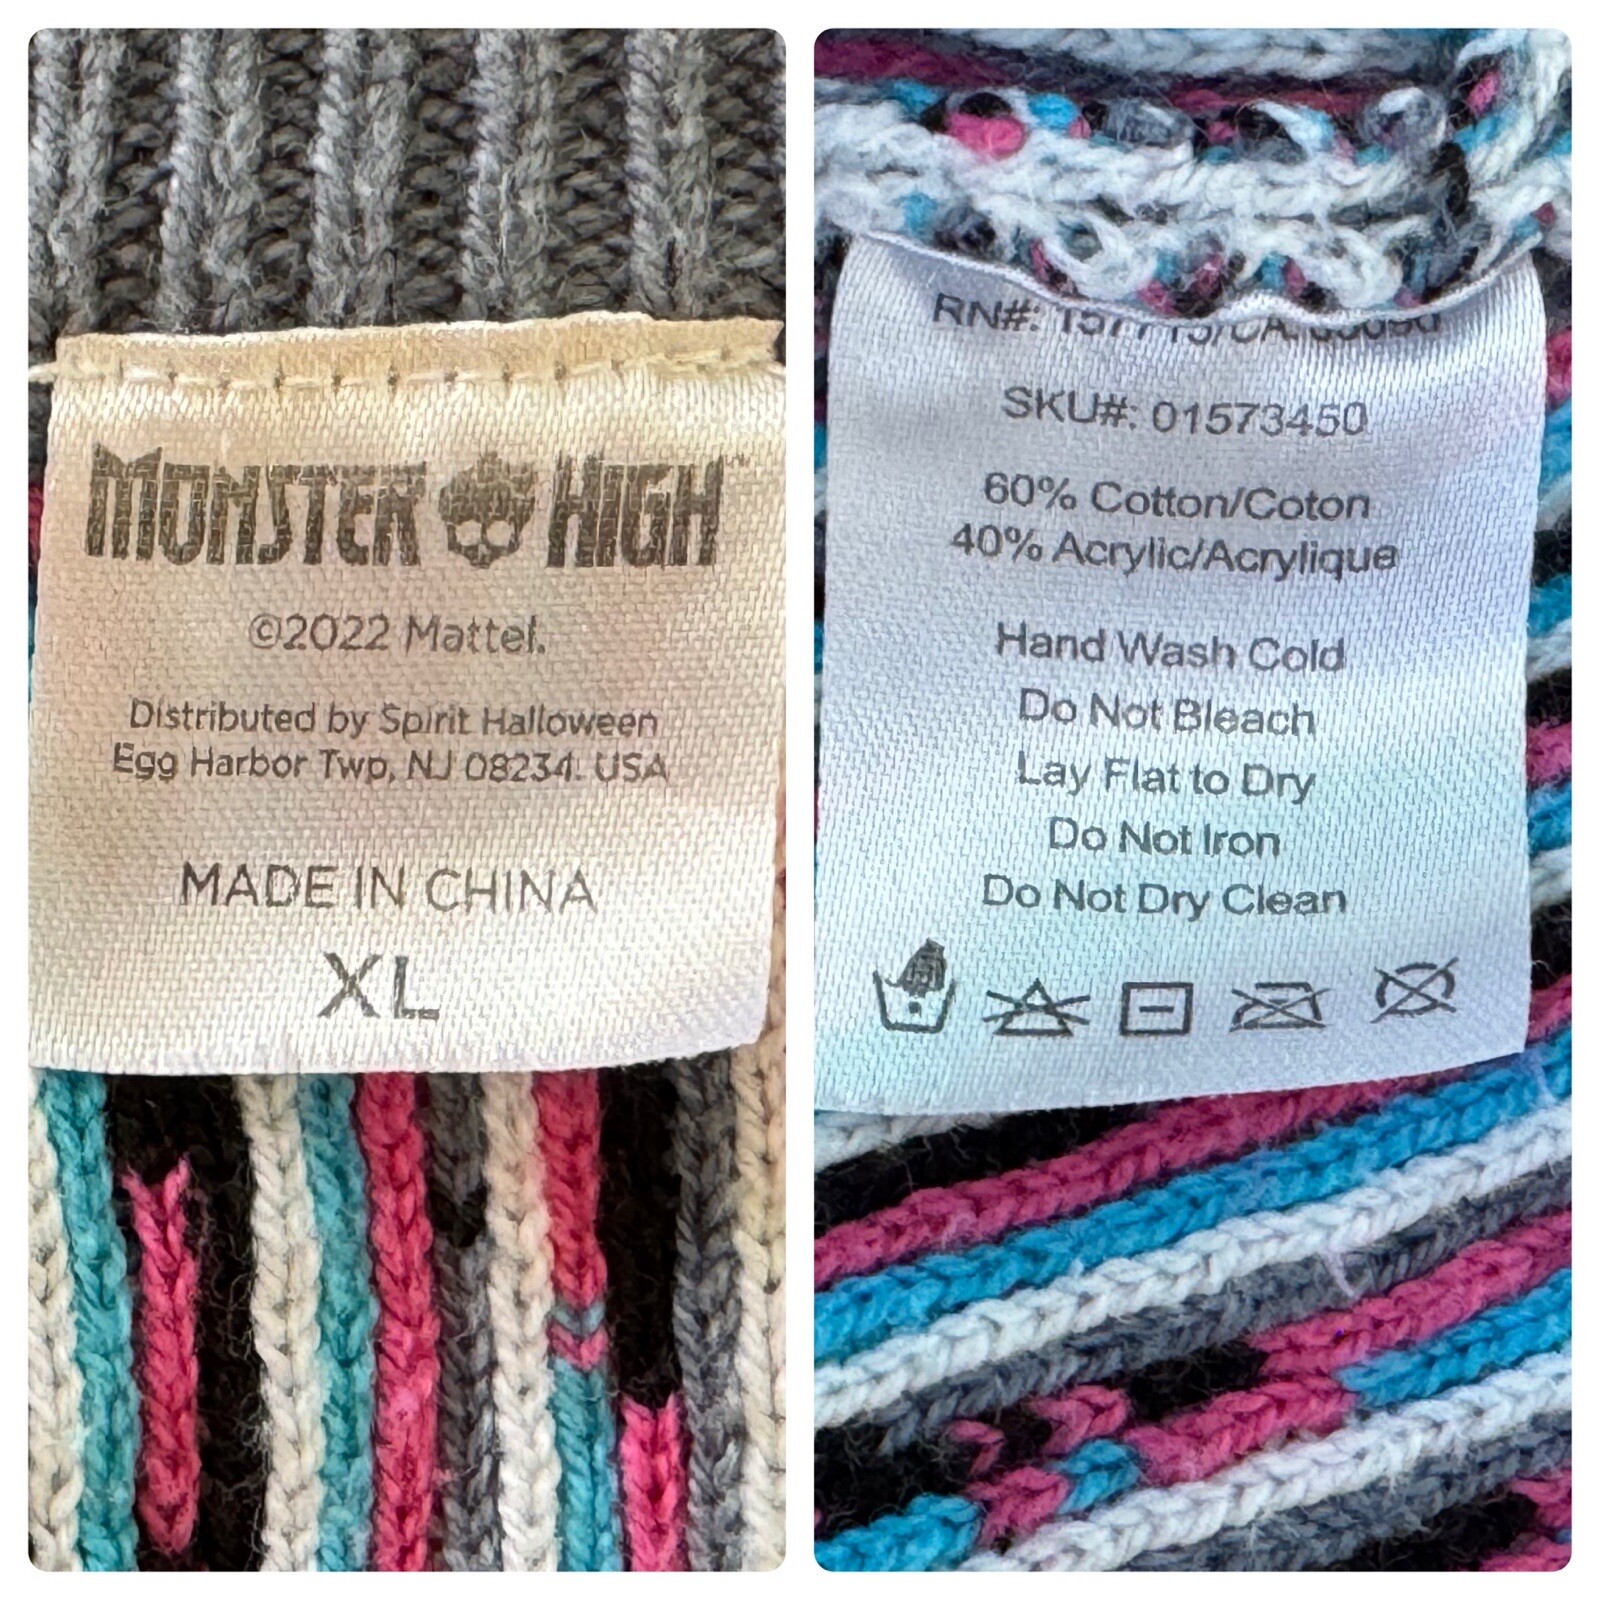 MONSTER HIGH™
©2022 Mattel.
Distributed by Spirit Halloween
Egg Harbor Twp, NJ 08234. USA
MADE IN CHINA
XL
RN#:
SKU#: 01573450
60% Cotton/Coton
40% Acrylic/Acrylique
Hand Wash Cold
Do Not Bleach
Lay Flat to Dry
Do Not Iron
Do Not Dry Clean